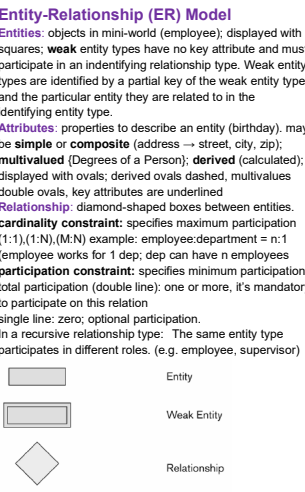 Entity-Relationship (ER) Model
Entities: objects in mini-world (employee); displayed with
squares; weak entity types have no key attribute and must
participate in an indentifying relationship type. Weak entity
types are identified by a partial key of the weak entity type
and the particular entity they are related to in the
identifying entity type.
Attributes: properties to describe an entity (birthday). may
be simple or composite (address → street, city, zip);
multivalued {Degrees of a Person}; derived (calculated);
displayed with ovals; derived ovals dashed, multivalues
double ovals, key attributes are underlined
Relationship: diamond-shaped boxes between entities.
cardinality constraint: specifies maximum participation
(1:1),(1:N),(M:N) example: employee:department = n:1
(employee works for 1 dep; dep can have n employees
participation constraint: specifies minimum participation
total participation (double line): one or more, it's mandatory
to participate on this relation
single line: zero; optional participation.
In a recursive relationship type: The same entity type
participates in different roles. (e.g. employee, supervisor)
Entity
Weak Entity
Relationship